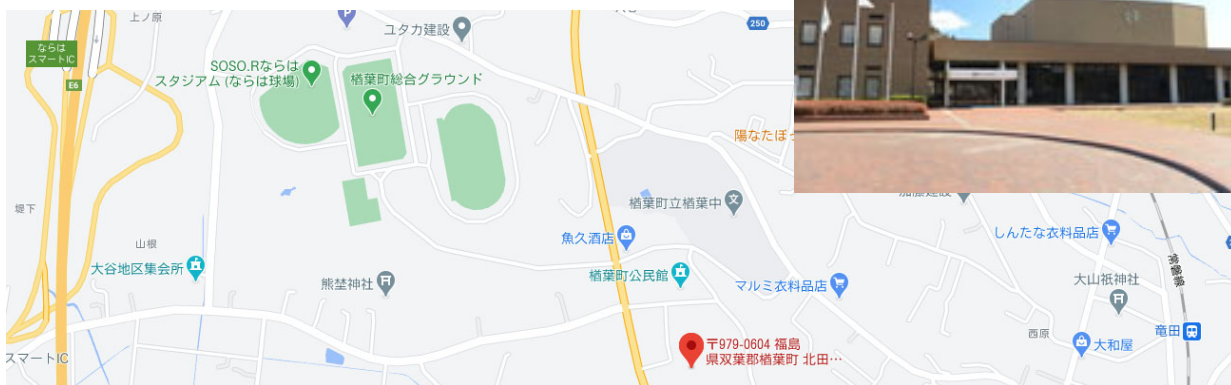 上ノ原
ならは
スマートIC
E6
SOSO.Rならは
スタジアム (ならは球場)
楢葉町総合グラウンド
ユタカ建設
250
陽なたぼっ
堤下
山根
大谷地区集会所
熊埜神社
魚久酒店
楢葉町立楢葉中
楢葉町公民館
マルミ衣料品店
しんたな衣料品店
大山祇神社
常磐線
西原
竜田
大和屋
スマートIC
〒979-0604 福島
県双葉郡楢葉町 北田…